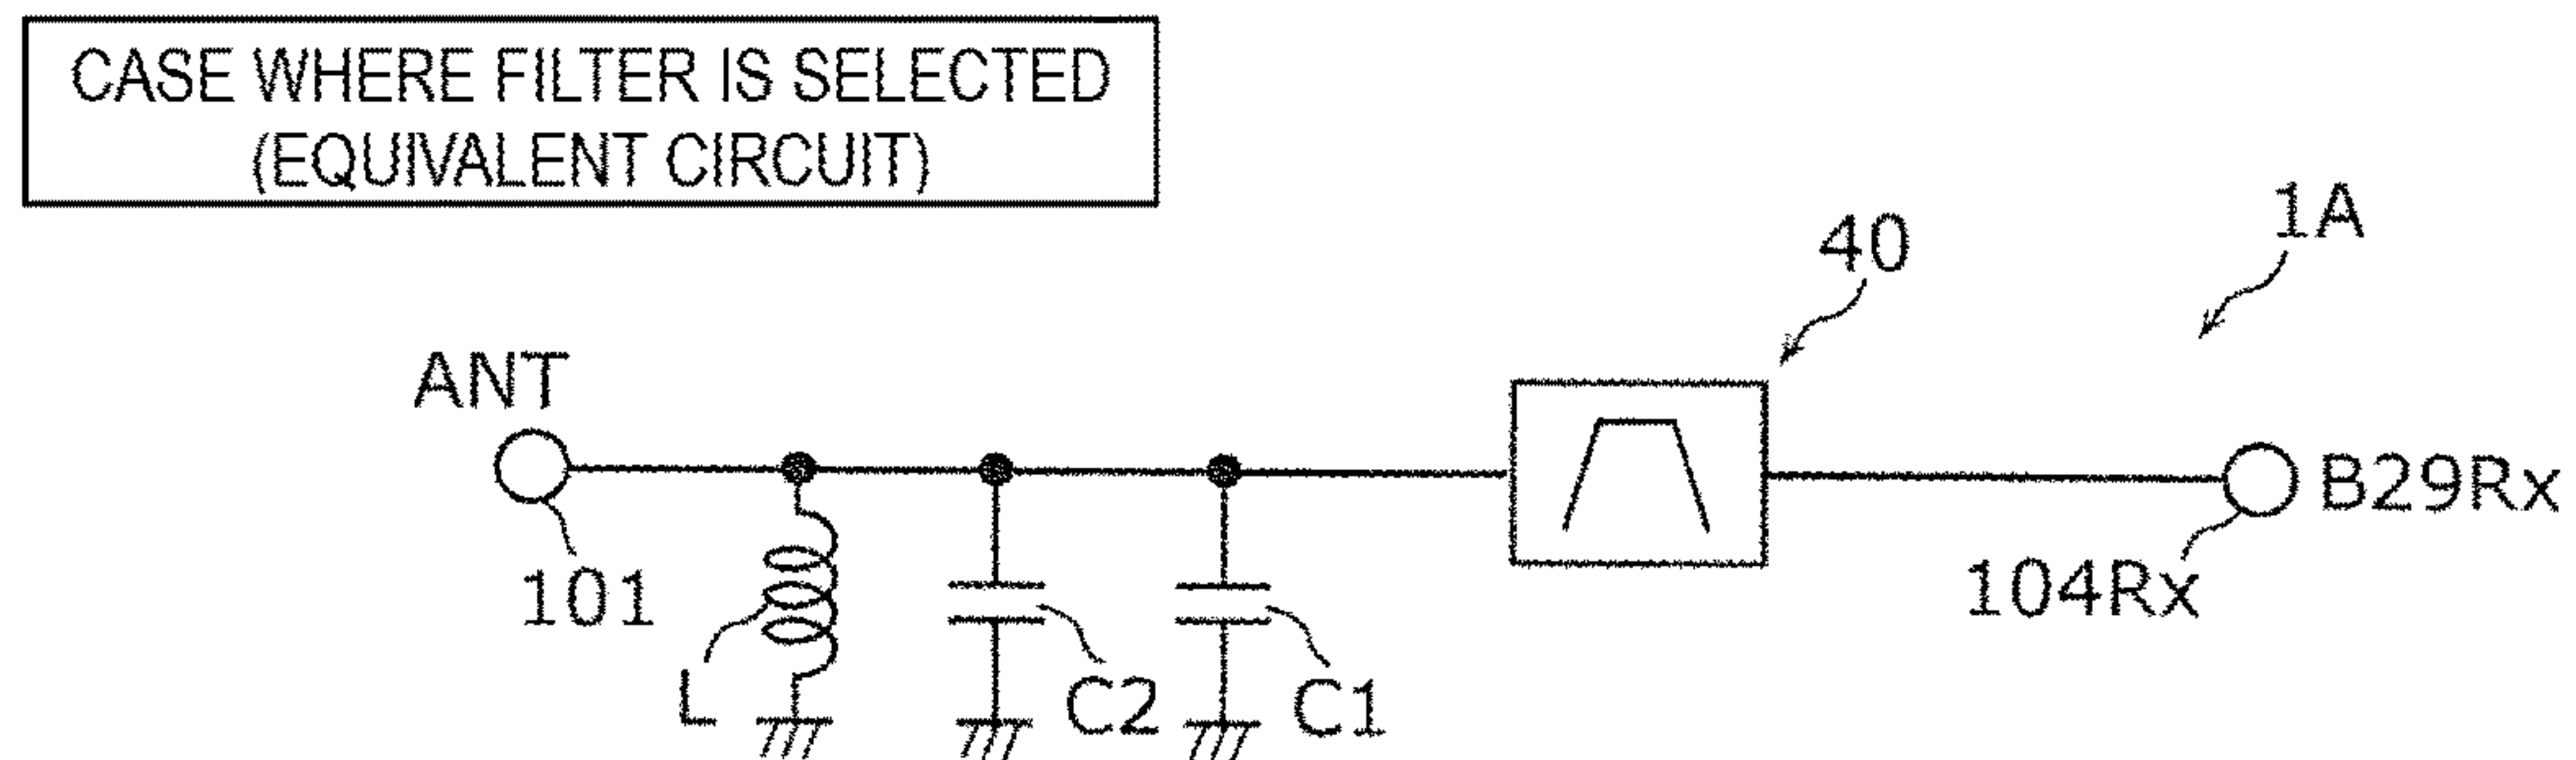 CASE WHERE FILTER IS SELECTED
(EQUIVALENT CIRCUIT)
1A
40
ANT
B29Rx
101
104Rx
L
C2
C1